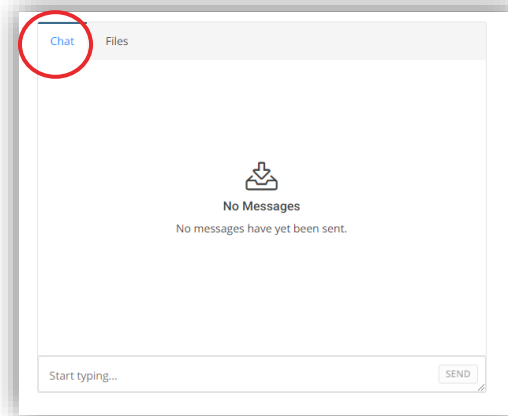 Chat Files
No Messages
No messages have yet been sent.
Start typing... SEND